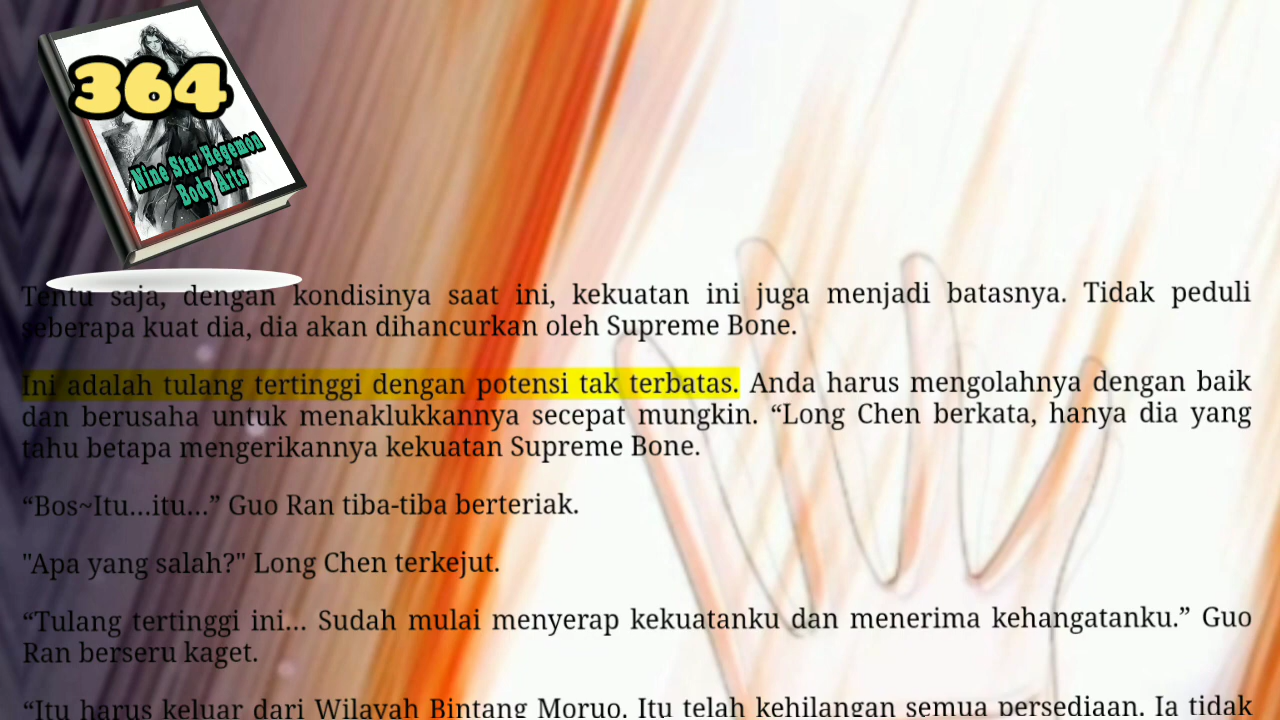 364
Nine Star Hegemon
Body Arts
Tentu saja, dengan kondisinya saat ini, kekuatan ini juga menjadi batasnya. Tidak peduli
seberapa kuat dia, dia akan dihancurkan oleh Supreme Bone.
Ini adalah tulang tertinggi dengan potensi tak terbatas. Anda harus mengolahnya dengan baik
dan berusaha untuk menaklukkannya secepat mungkin. “Long Chen berkata, hanya dia yang
tahu betapa mengerikannya kekuatan Supreme Bone.
“Bos~Itu...itu...” Guo Ran tiba-tiba berteriak.
"Apa yang salah?" Long Chen terkejut.
“Tulang tertinggi ini... Sudah mulai menyerap kekuatanku dan menerima kehangatanku.” Guo
Ran berseru kaget.
“Itu harus keluar dari Wilayah Bintang Moruo. Itu telah kehilangan semua persediaan. Ia tidak